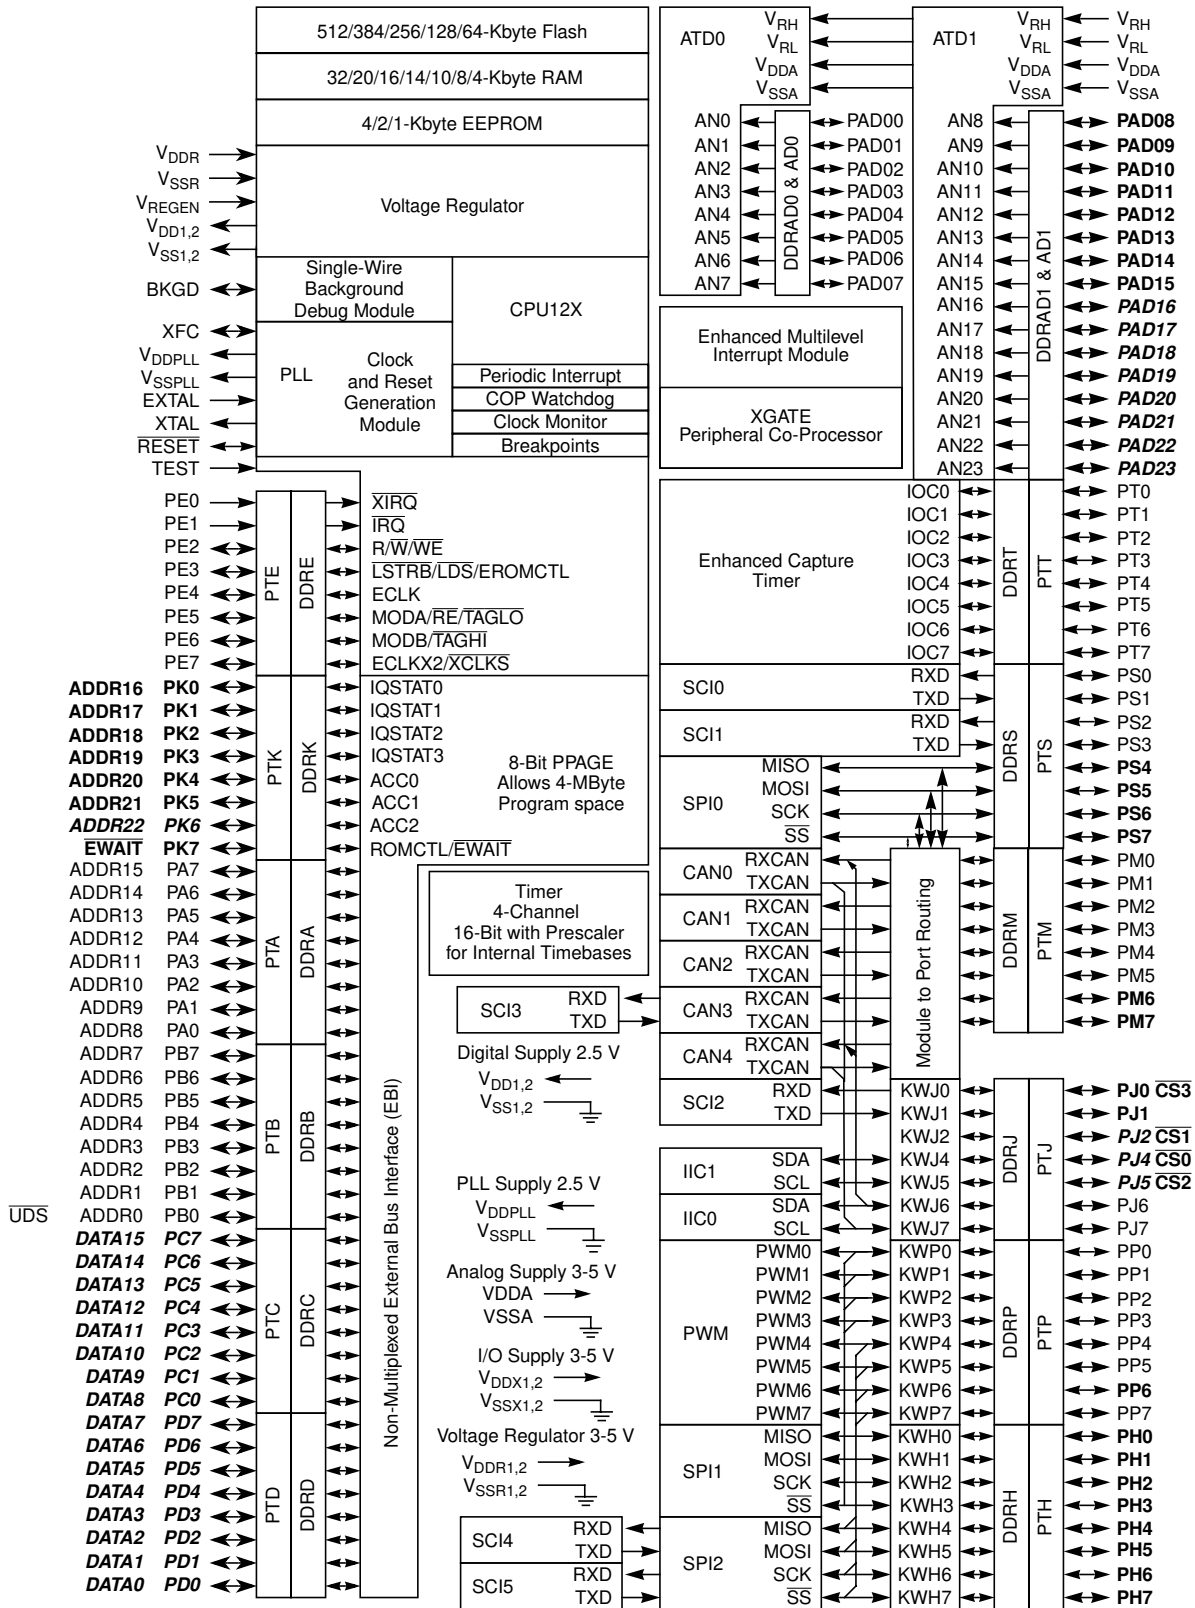 512/384/256/128/64-Kbyte Flash
32/20/16/14/10/8/4-Kbyte RAM
4/2/1-Kbyte EEPROM
VDDR
VSSR
VREGEN
VDD1,2
VSS1,2
Voltage Regulator
BKGD
Single-Wire
Background
Debug Module
CPU12X
XFC
VDDPLL
VSSPLL
EXTAL
XTAL
RESET
TEST
PLL
Clock
and Reset
Generation
Module
Periodic Interrupt
COP Watchdog
Clock Monitor
Breakpoints
PE0 XIRQ
PE1 IRQ
PE2 R/W/WE
PE3 LSTRB/LDS/EROMCTL
PE4 ECLK
PE5 MODA/RE/TAGLO
PE6 MODB/TAGHI
PE7 ECLKX2/XCLKS
PTE
DDRE
ADDR16 PK0 IQSTAT0
ADDR17 PK1 IQSTAT1
ADDR18 PK2 IQSTAT2
ADDR19 PK3 IQSTAT3
ADDR20 PK4 ACC0
ADDR21 PK5 ACC1
ADDR22 PK6 ACC2
EWAIT PK7 ROMCTL/EWAIT
PTK
DDRK
8-Bit PPAGE
Allows 4-MByte
Program space
ADDR15 PA7
ADDR14 PA6
ADDR13 PA5
ADDR12 PA4
ADDR11 PA3
ADDR10 PA2
ADDR9 PA1
ADDR8 PA0
PTA
DDRA
ADDR7 PB7
ADDR6 PB6
ADDR5 PB5
ADDR4 PB4
ADDR3 PB3
ADDR2 PB2
ADDR1 PB1
UDS ADDR0 PB0
PTB
DDRB
DATA15 PC7
DATA14 PC6
DATA13 PC5
DATA12 PC4
DATA11 PC3
DATA10 PC2
DATA9 PC1
DATA8 PC0
PTC
DDRC
DATA7 PD7
DATA6 PD6
DATA5 PD5
DATA4 PD4
DATA3 PD3
DATA2 PD2
DATA1 PD1
DATA0 PD0
PTD
DDRD
Non-Multiplexed External Bus Interface (EBI)
Timer
4-Channel
16-Bit with Prescaler
for Internal Timebases
SCI3
RXD
TXD
Digital Supply 2.5 V
VDD1,2
VSS1,2
PLL Supply 2.5 V
VDDPLL
VSSPLL
Analog Supply 3-5 V
VDDA
VSSA
I/O Supply 3-5 V
VDDX1,2
VSSX1,2
Voltage Regulator 3-5 V
VDDR1,2
VSSR1,2
SCI4
RXD
TXD
SCI5
RXD
TXD
ATD0
VRH
VRL
VDDA
VSSA
AN0 PAD00
AN1 PAD01
AN2 PAD02
AN3 PAD03
AN4 PAD04
AN5 PAD05
AN6 PAD06
AN7 PAD07
DDRAD0 & AD0
ATD1
VRH VRH
VRL VRL
VDDA VDDA
VSSA VSSA
AN8 PAD08
AN9 PAD09
AN10 PAD10
AN11 PAD11
AN12 PAD12
AN13 PAD13
AN14 PAD14
AN15 PAD15
AN16 PAD16
AN17 PAD17
AN18 PAD18
AN19 PAD19
AN20 PAD20
AN21 PAD21
AN22 PAD22
AN23 PAD23
DDRAD1 & AD1
Enhanced Multilevel
Interrupt Module
XGATE
Peripheral Co-Processor
Enhanced Capture
Timer
IOC0 PT0
IOC1 PT1
IOC2 PT2
IOC3 PT3
IOC4 PT4
IOC5 PT5
IOC6 PT6
IOC7 PT7
DDRT
PTT
SCI0
RXD PS0
TXD PS1
SCI1
RXD PS2
TXD PS3
SPI0
MISO PS4
MOSI PS5
SCK PS6
SS PS7
DDRS
PTS
CAN0
RXCAN PM0
TXCAN PM1
CAN1
RXCAN PM2
TXCAN PM3
CAN2
RXCAN PM4
TXCAN PM5
CAN3
RXCAN PM6
TXCAN PM7
CAN4
RXCAN
TXCAN
Module to Port Routing
DDRM
PTM
SCI2
RXD KWJ0 PJ0 CS3
TXD KWJ1 PJ1
KWJ2 PJ2 CS1
IIC1
SDA KWJ4 PJ4 CS0
SCL KWJ5 PJ5 CS2
IIC0
SDA KWJ6 PJ6
SCL KWJ7 PJ7
DDRJ
PTJ
PWM
PWM0 KWP0 PP0
PWM1 KWP1 PP1
PWM2 KWP2 PP2
PWM3 KWP3 PP3
PWM4 KWP4 PP4
PWM5 KWP5 PP5
PWM6 KWP6 PP6
PWM7 KWP7 PP7
DDRP
PTP
SPI1
MISO KWH0 PH0
MOSI KWH1 PH1
SCK KWH2 PH2
SS KWH3 PH3
SPI2
MISO KWH4 PH4
MOSI KWH5 PH5
SCK KWH6 PH6
SS KWH7 PH7
DDRH
PTH